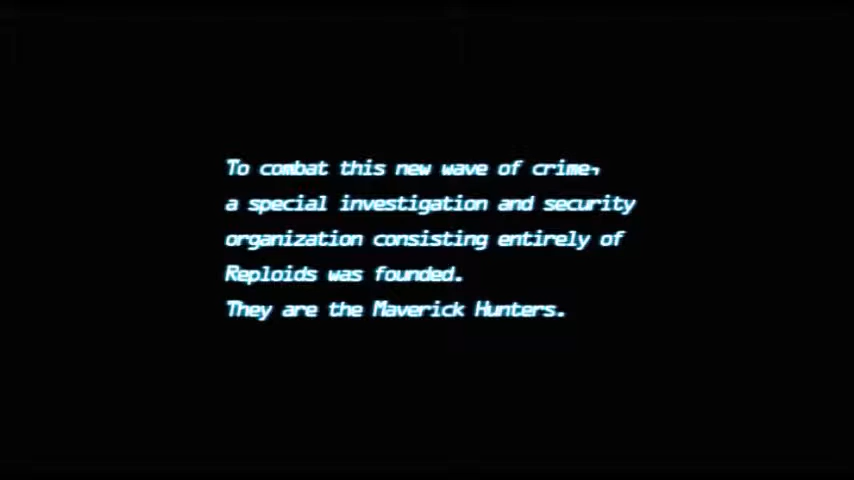 To combat this new wave of crime,
a special investigation and security
organization consisting entirely of
Reploids was founded.
They are the Maverick Hunters.